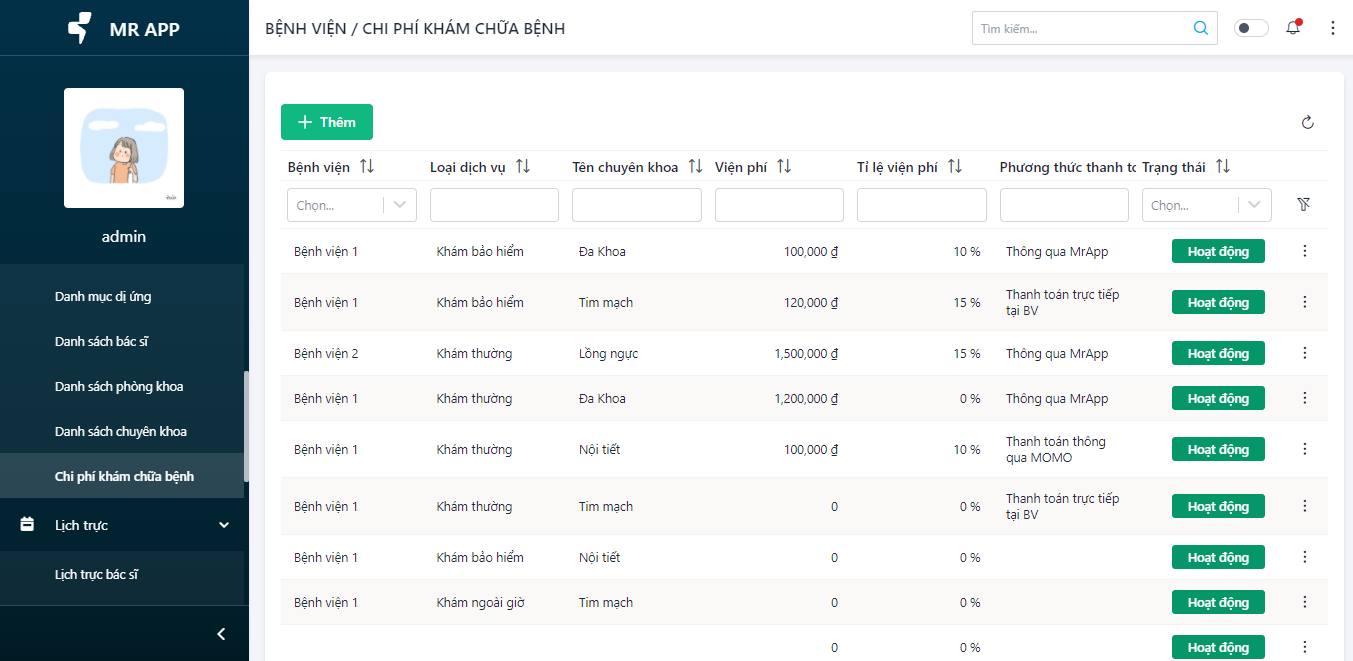 MR APP
BỆNH VIỆN / CHI PHÍ KHÁM CHỮA BỆNH
Tìm kiếm...
admin
Danh mục dị ứng
Danh sách bác sĩ
Danh sách phòng khoa
Danh sách chuyên khoa
Chi phí khám chữa bệnh
Lịch trực
Lịch trực bác sĩ
Thêm
Bệnh viện Loại dịch vụ Tên chuyên khoa Viện phí Tỉ lệ viện phí Phương thức thanh tc Trạng thái
Chọn... Chọn...
Bệnh viện 1 Khám bảo hiểm Đa Khoa 100,000 ₫ 10 % Thông qua MrApp Hoạt động
Bệnh viện 1 Khám bảo hiểm Tim mạch 120,000 ₫ 15 % Thanh toán trực tiếp
tại BV Hoạt động
Bệnh viện 2 Khám thường Lồng ngực 1,500,000 ₫ 15 % Thông qua MrApp Hoạt động
Bệnh viện 1 Khám thường Đa Khoa 1,200,000 ₫ 0 % Thông qua MrApp Hoạt động
Bệnh viện 1 Khám thường Nội tiết 100,000 ₫ 10 % Thanh toán thông
qua MOMO Hoạt động
Bệnh viện 1 Khám thường Tim mạch 0 0 % Thanh toán trực tiếp
tại BV Hoạt động
Bệnh viện 1 Khám bảo hiểm Nội tiết 0 0 % Hoạt động
Bệnh viện 1 Khám ngoài giờ Tim mạch 0 0 % Hoạt động
0 0 % Hoạt động